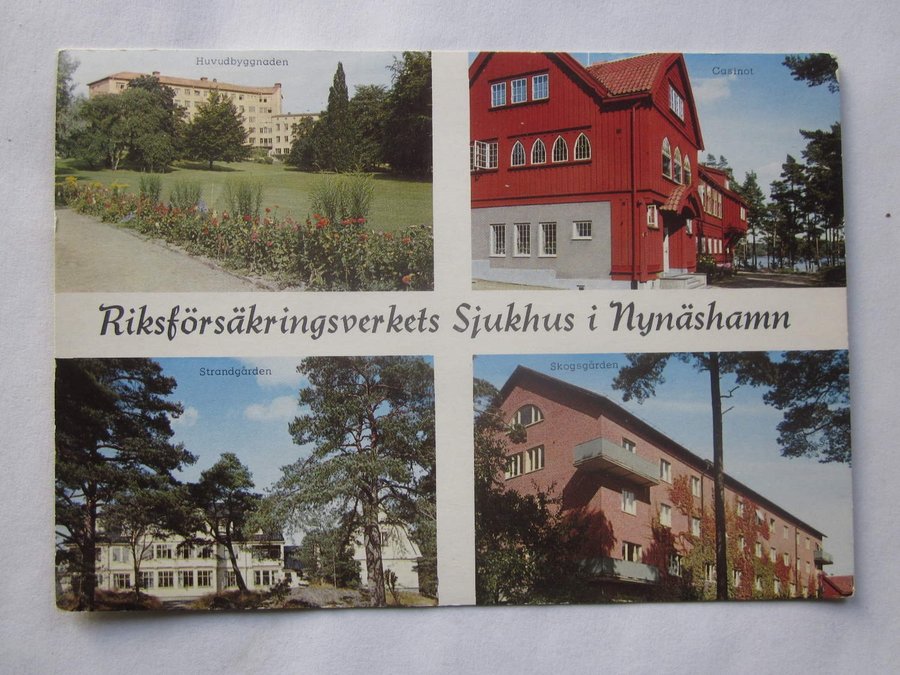 Huvudbyggnaden
Casinot
Riksförsäkringsverkets Sjukhus i Nynäshamn
Strandgården
Skogsgården